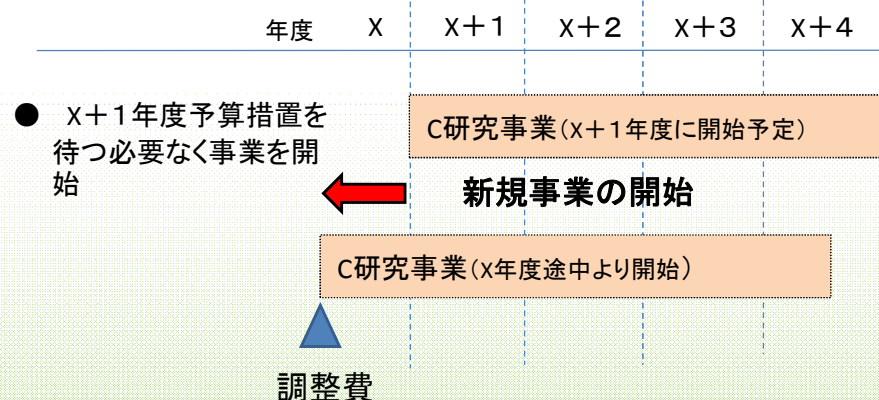 年度 X X+1 X+2 X+3 X+4
● X+1年度予算措置を
待つ必要なく事業を開
始
C研究事業(X+1年度に開始予定)
新規事業の開始
C研究事業(X年度途中より開始)
調整費